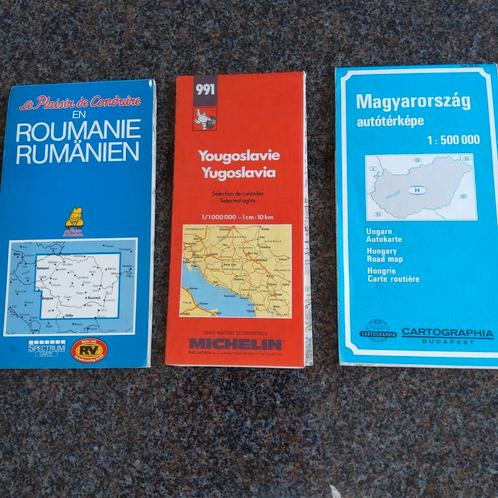 Le Plaisir de Conduire
EN
ROUMANIE
RUMÄNIEN
SPECTRUM
RV
991
Yougoslavie
Yugoslavia
Sélection de curiosités
Selected sights
1/1 000 000 - 1 cm : 10 km
CARTE ROUTIÈRE ET TOURISTIQUE
MICHELIN
Magyarország
autótérképe
1 : 500 000
H
Ungarn
Autokarte
Hungary
Road map
Hongrie
Carte routière
CARTOGRAPHIA
CARTOGRAPHIA
BUDAPEST